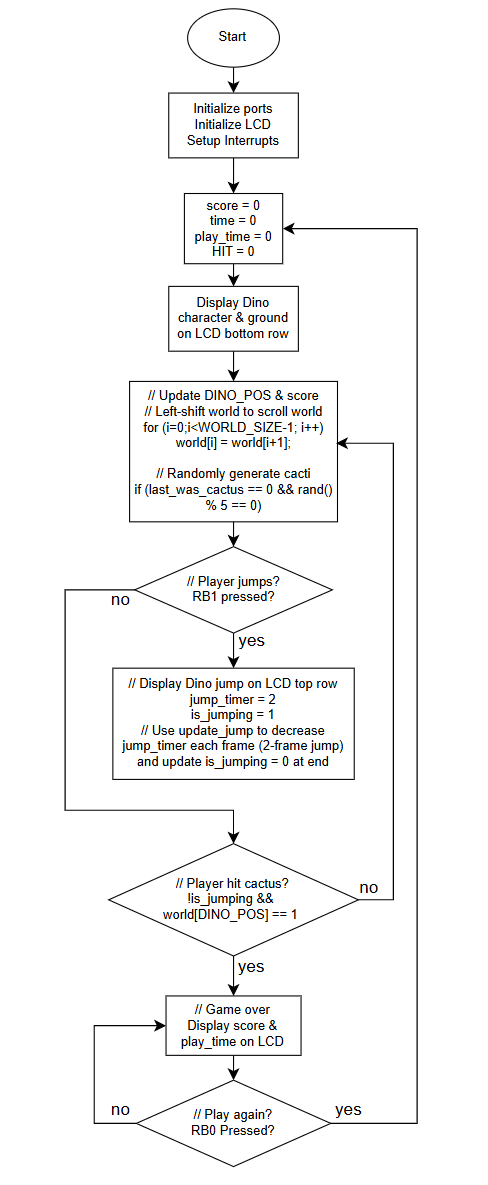 Start
Initialize ports
Initialize LCD
Setup Interrupts
score = 0
time = 0
play_time = 0
HIT = 0
Display Dino
character & ground
on LCD bottom row
// Update DINO_POS & score
// Left-shift world to scroll world
for (i=0;i<WORLD_SIZE-1; i++)
world[i] = world[i+1];
// Randomly generate cacti
if (last_was_cactus == 0 && rand()
% 5 == 0)
// Player jumps?
RB1 pressed?
no
yes
// Display Dino jump on LCD top row
jump_timer = 2
is_jumping = 1
// Use update_jump to decrease
jump_timer each frame (2-frame jump)
and update is_jumping = 0 at end
// Player hit cactus?
!is_jumping &&
world[DINO_POS] == 1
no
yes
// Game over
Display score &
play_time on LCD
// Play again?
RB0 Pressed?
no
yes